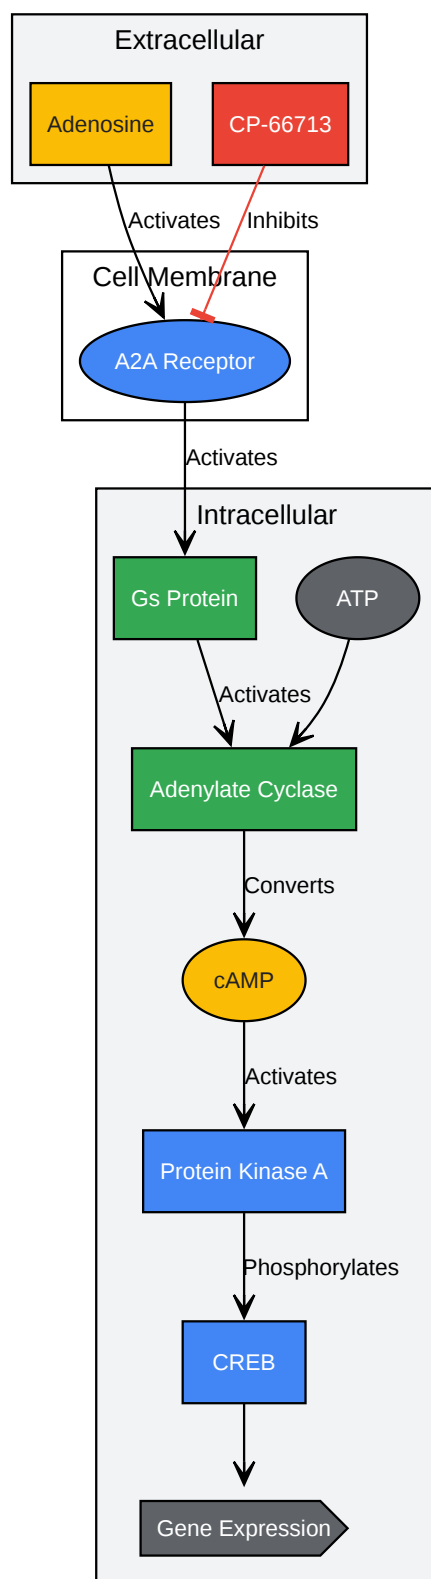 Extracellular
Adenosine
CP-66713
Activates
Inhibits
Cell Membrane
A2A Receptor
Activates
Intracellular
Gs Protein
ATP
Activates
Adenylate Cyclase
Converts
cAMP
Activates
Protein Kinase A
Phosphorylates
CREB
Gene Expression